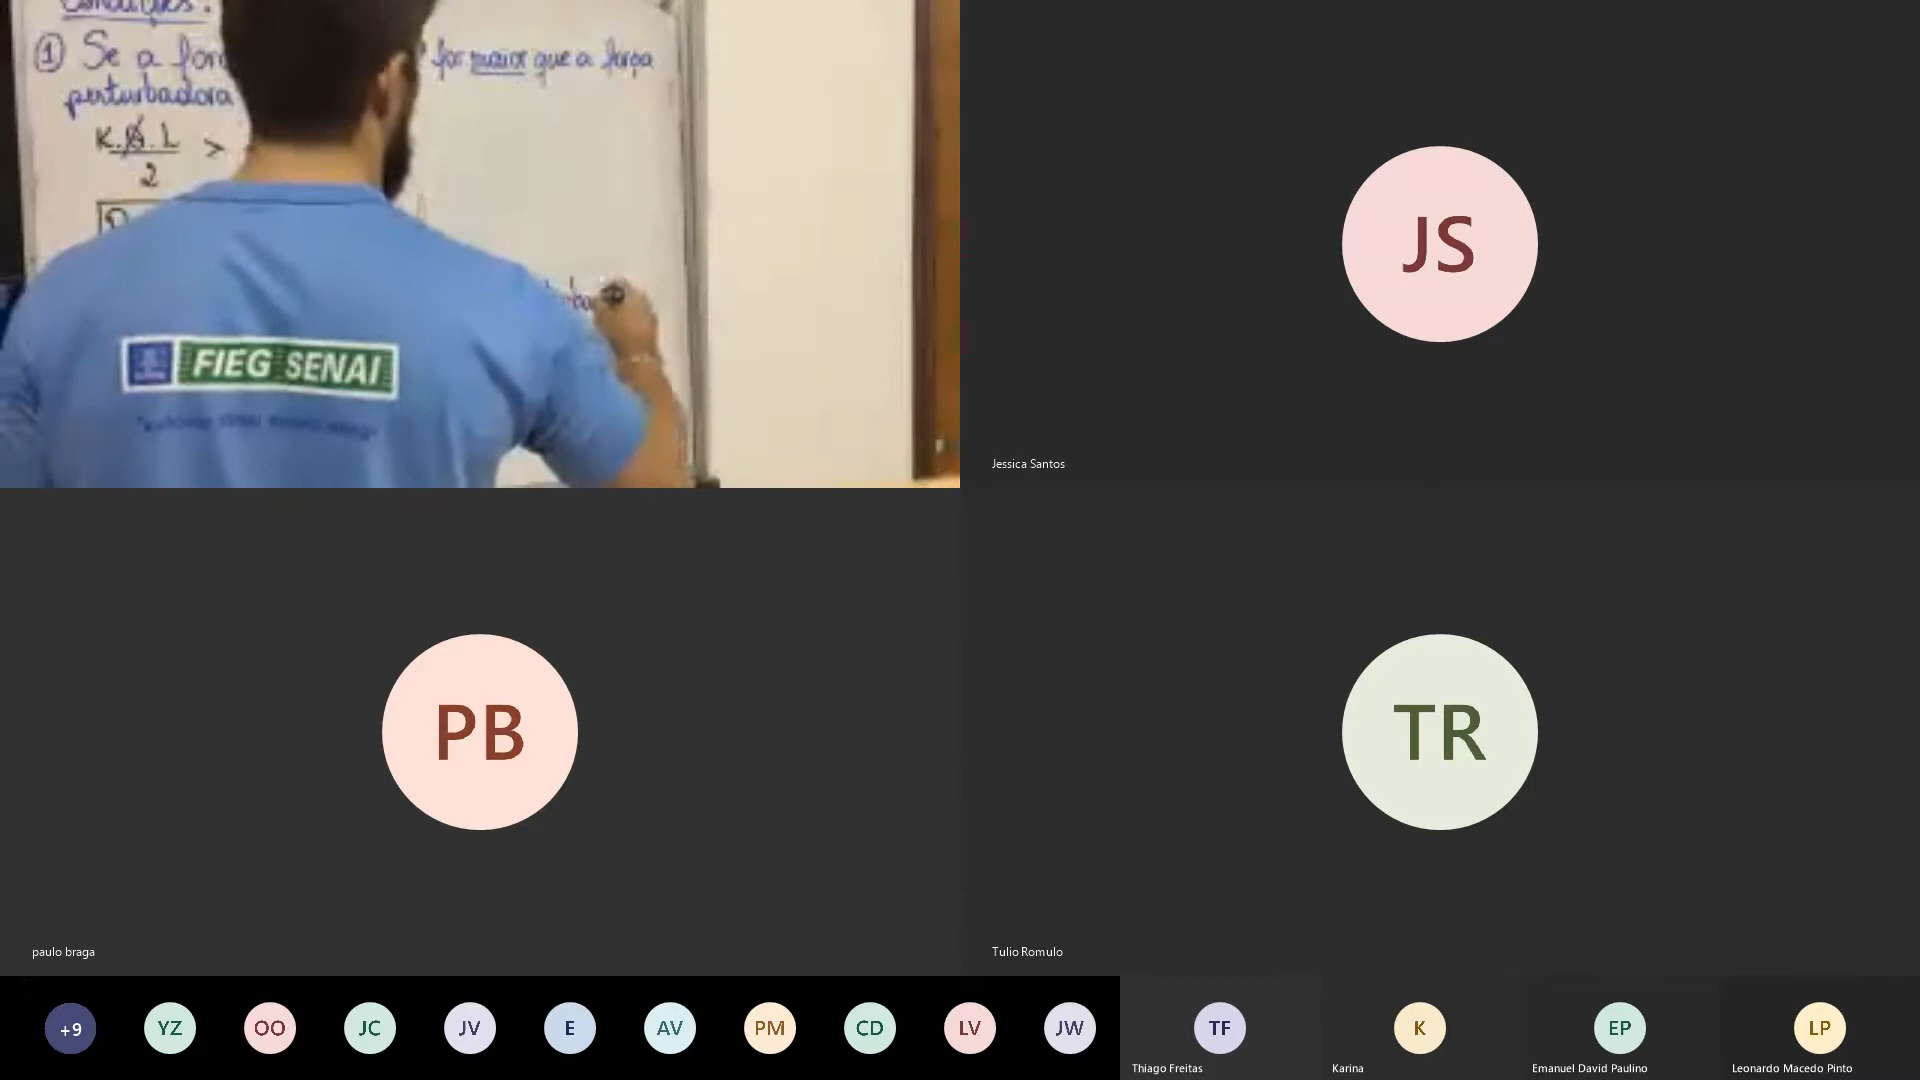 Condições:
① Se a for for maior que a força
perturbadora
K.θ.L >
2
FIEG SENAI
JS
Jessica Santos
PB
TR
paulo braga
Tulio Romulo
+9 YZ OO JC JV E AV PM CD LV JW TF K EP LP
Thiago Freitas Karina Emanuel David Paulino Leonardo Macedo Pinto